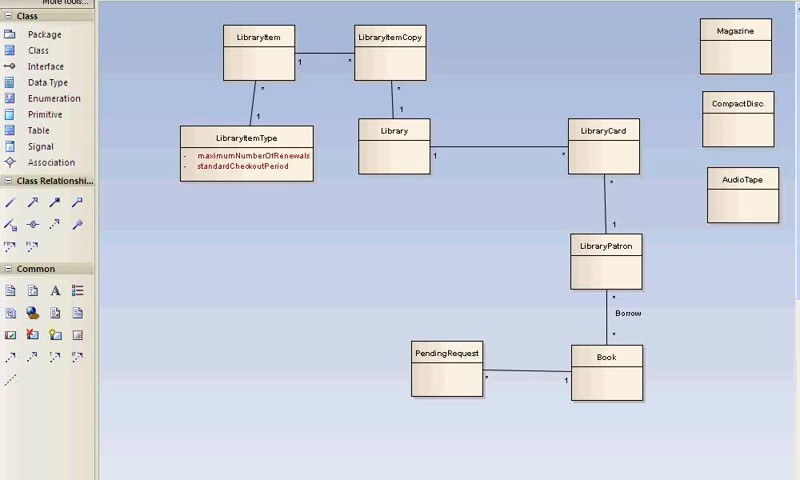 More tools...
Class
Package
Class
Interface
Data Type
Enumeration
Primitive
Table
Signal
Association
Class Relationshi...
Common
LibraryItem
1
*
LibraryItemCopy
*
1
*
1
LibraryItemType
- maximumNumberOfRenewals
- standardCheckoutPeriod
Library
1
*
LibraryCard
*
1
LibraryPatron
*
Borrow
*
PendingRequest
*
1
Book
Magazine
CompactDisc
AudioTape